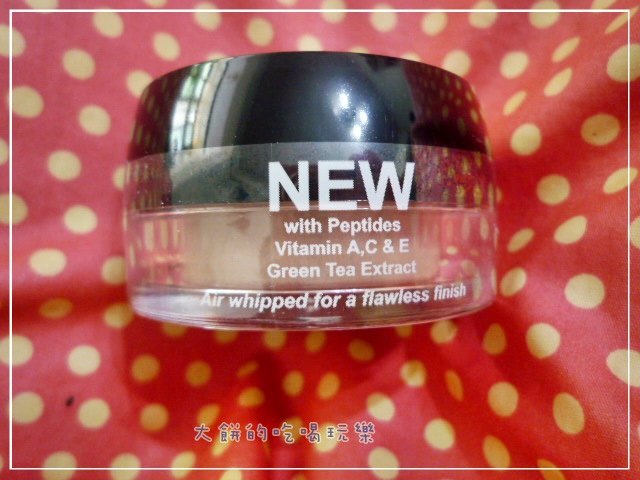 NEW
with Peptides
Vitamin A,C & E
Green Tea Extract
Air whipped for a flawless finish
大餅的吃喝玩樂